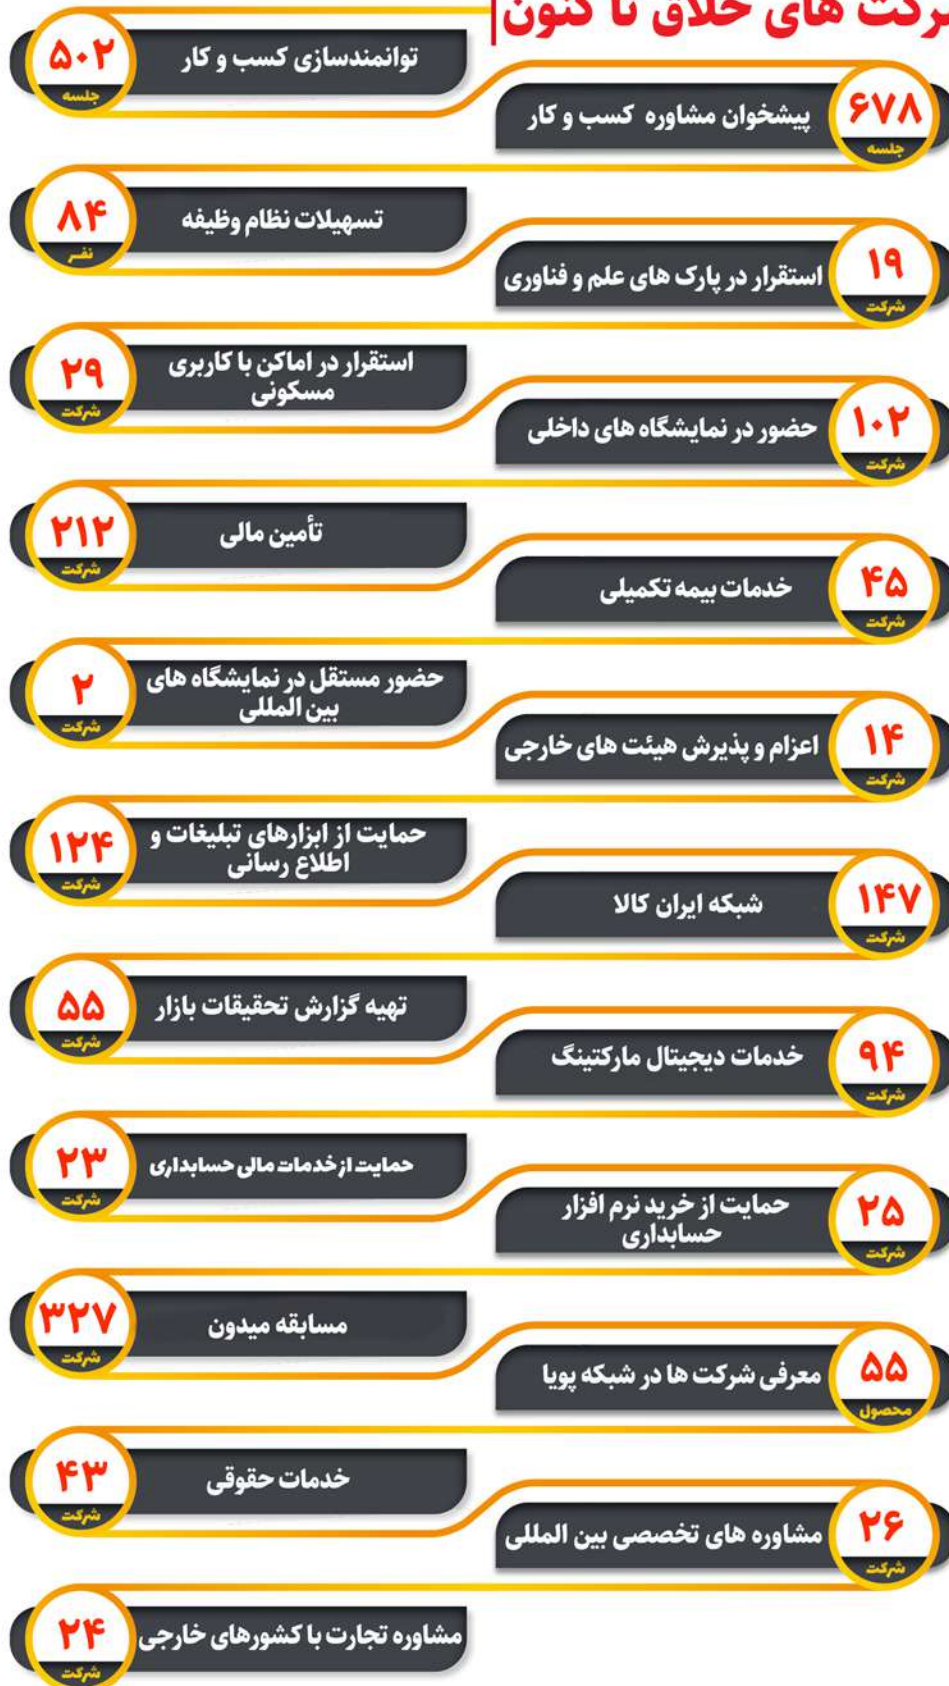 های خلاق تا کنون
توانمندسازی کسب و کار
۵۰۲
جلسه
۶۷۸
جلسه
پیشخوان مشاوره کسب و کار
تسهیلات نظام وظیفه
۸۴
نفر
۱۹
شرکت
استقرار در پارک های علم و فناوری
استقرار در اماکن با کاربری
مسکونی
۲۹
شرکت
۱۰۲
شرکت
حضور در نمایشگاه های داخلی
تأمین مالی
۲۱۲
شرکت
۴۵
شرکت
خدمات بیمه تکمیلی
حضور مستقل در نمایشگاه های
بین المللی
۲
شرکت
۱۴
شرکت
اعزام و پذیرش هیئت های خارجی
حمایت از ابزارهای تبلیغات و
اطلاع رسانی
۱۲۴
شرکت
۱۴۷
شرکت
شبکه ایران کالا
تهیه گزارش تحقیقات بازار
۵۵
شرکت
۹۴
شرکت
خدمات دیجیتال مارکتینگ
حمایت از خدمات مالی حسابداری
۲۳
شرکت
۲۵
شرکت
حمایت از خرید نرم افزار
حسابداری
مسابقه میدون
۳۲۷
شرکت
۵۵
محصول
معرفی شرکت ها در شبکه پویا
خدمات حقوقی
۴۳
شرکت
۲۶
شرکت
مشاوره های تخصصی بین المللی
مشاوره تجارت با کشورهای خارجی
۲۴
شرکت